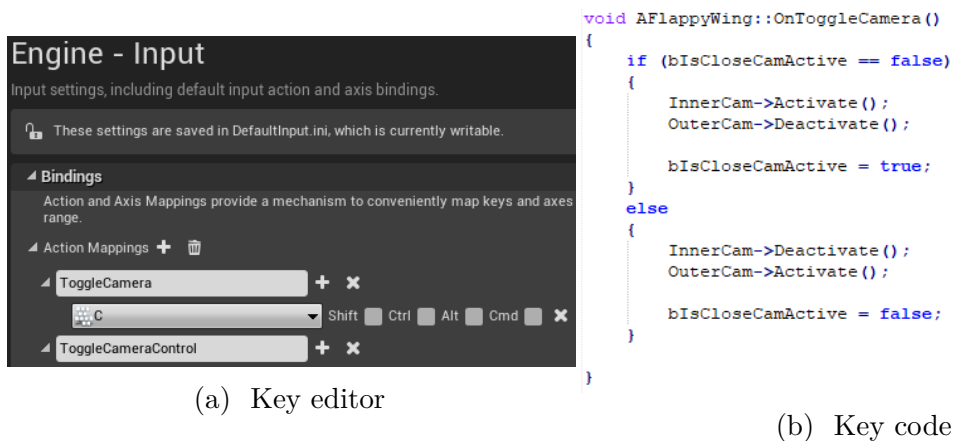 Engine - Input
Input settings, including default input action and axis bindings.
These settings are saved in DefaultInput.ini, which is currently writable.
Bindings
Action and Axis Mappings provide a mechanism to conveniently map keys and axes
range.
Action Mappings
ToggleCamera
C Shift Ctrl Alt Cmd
ToggleCameraControl
(a) Key editor
void AFlappyWing::OnToggleCamera()
{
if (bIsCloseCamActive == false)
{
InnerCam->Activate();
OuterCam->Deactivate();
bIsCloseCamActive = true;
}
else
{
InnerCam->Deactivate();
OuterCam->Activate();
bIsCloseCamActive = false;
}
}
(b) Key code